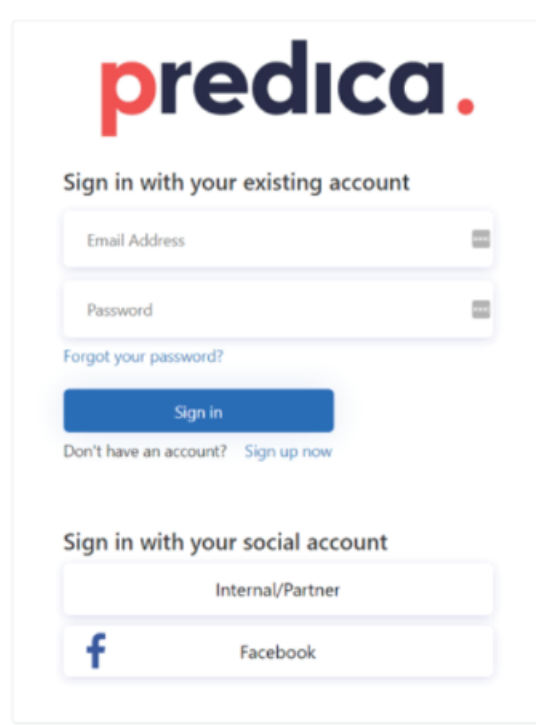 predica.
Sign in with your existing account
Email Address
Password
Forgot your password?
Sign in
Don't have an account? Sign up now
Sign in with your social account
Internal/Partner
f Facebook